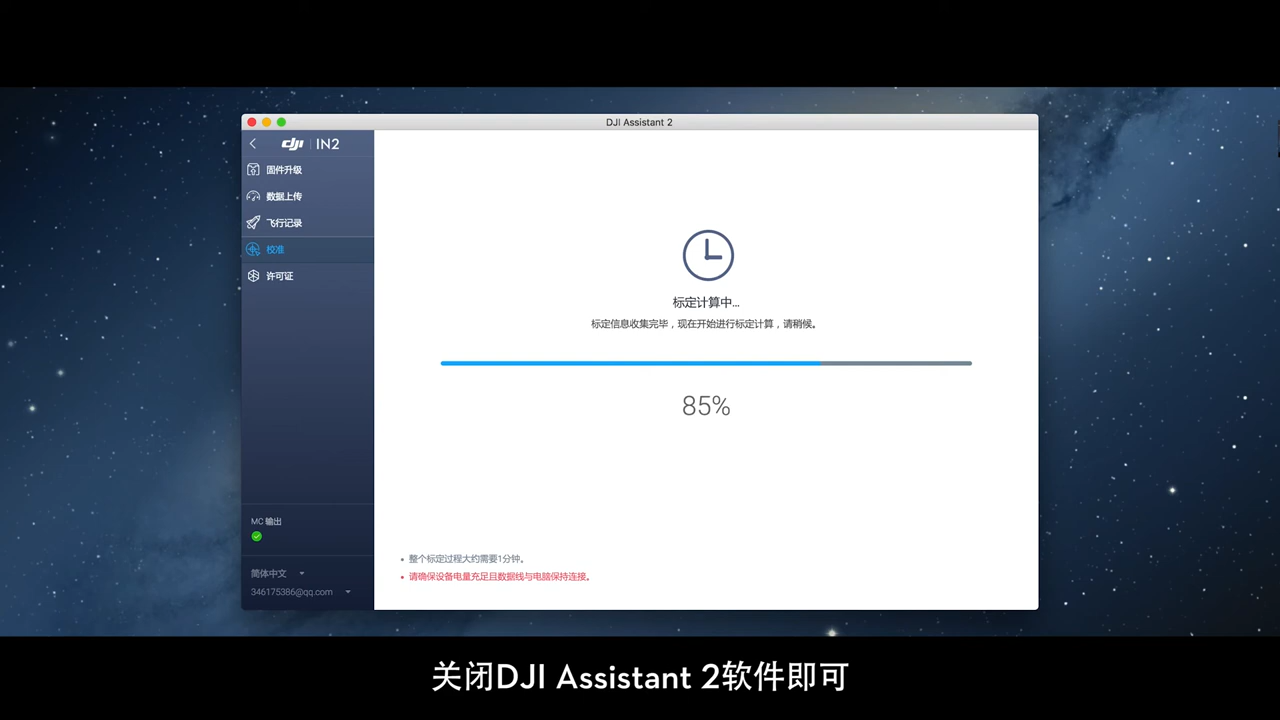 DJI Assistant 2
dji IN2
固件升级
数据上传
飞行记录
校准
许可证
标定计算中...
标定信息收集完毕，现在开始进行标定计算，请稍候。
85%
整个标定过程大约需要1分钟。
请确保设备电量充足且数据线与电脑保持连接。
MC 输出
简体中文
346175386@qq.com
关闭DJI Assistant 2软件即可